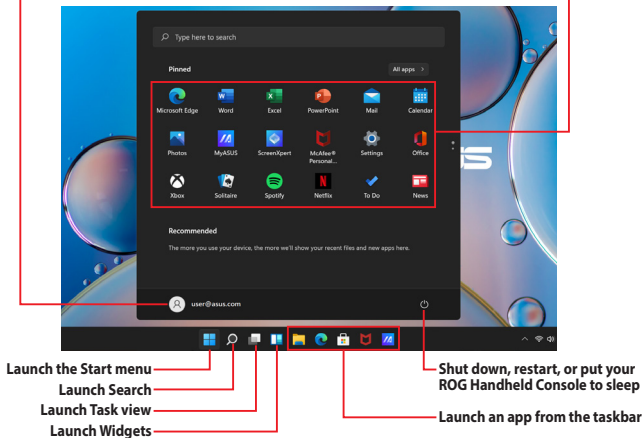 Type here to search
Pinned
All apps >
Microsoft Edge
Word
Excel
PowerPoint
Mail
Calendar
Photos
MyASUS
ScreenXpert
McAfee®
Personal...
Settings
Office
Xbox
Solitaire
Spotify
Netflix
To Do
News
Recommended
The more you use your device, the more we'll show your recent files and new apps here.
user@asus.com
Launch the Start menu
Launch Search
Launch Task view
Launch Widgets
Shut down, restart, or put your
ROG Handheld Console to sleep
Launch an app from the taskbar